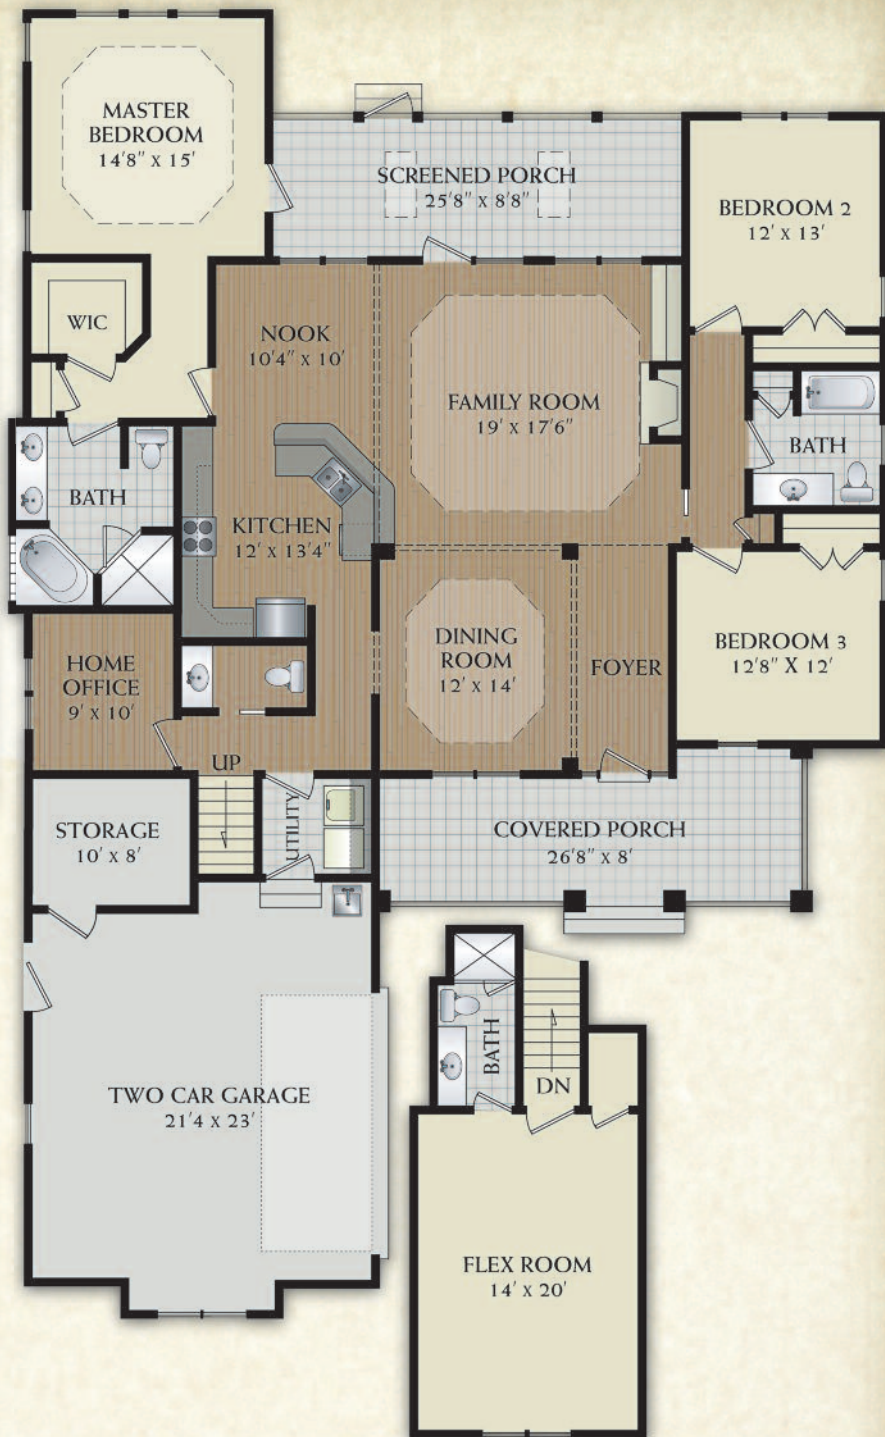 MASTER
BEDROOM
14'8" X 15'
SCREENED PORCH
25'8" X 8'8"
BEDROOM 2
12' X 13'
WIC
NOOK
10'4" X 10'
FAMILY ROOM
19' X 17'6"
BATH
BATH
KITCHEN
12' X 13'4"
HOME
OFFICE
9' X 10'
DINING
ROOM
12' X 14'
FOYER
BEDROOM 3
12'8" X 12'
UP
UTILITY
STORAGE
10' X 8'
COVERED PORCH
26'8" X 8'
BATH
DN
TWO CAR GARAGE
21'4 X 23'
FLEX ROOM
14' X 20'